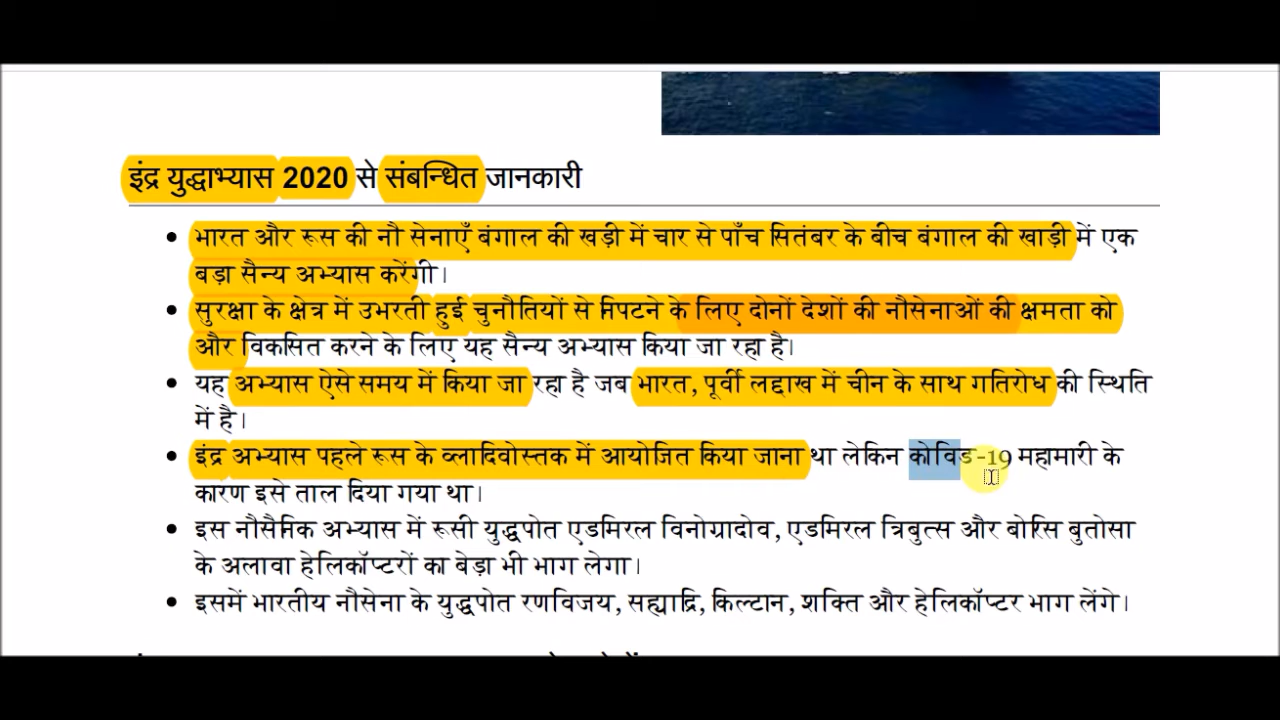 इंद्र युद्धाभ्यास 2020 से संबन्धित जानकारी
• भारत और रूस की नौ सेनाएँ बंगाल की खड़ी में चार से पाँच सितंबर के बीच बंगाल की खाड़ी में एक
बड़ा सैन्य अभ्यास करेंगी।
• सुरक्षा के क्षेत्र में उभरती हुई चुनौतियों से निपटने के लिए दोनों देशों की नौसेनाओं की क्षमता को
और विकसित करने के लिए यह सैन्य अभ्यास किया जा रहा है।
• यह अभ्यास ऐसे समय में किया जा रहा है जब भारत, पूर्वी लद्दाख में चीन के साथ गतिरोध की स्थिति
में है।
• इंद्र अभ्यास पहले रूस के व्लादिवोस्तक में आयोजित किया जाना था लेकिन कोविड-19 महामारी के
कारण इसे ताल दिया गया था।
• इस नौसैनिक अभ्यास में रूसी युद्धपोत एडमिरल विनोग्रादोव, एडमिरल त्रिबुत्स और बोरिस बुतोसा
के अलावा हेलिकॉप्टरों का बेड़ा भी भाग लेगा।
• इसमें भारतीय नौसेना के युद्धपोत रणविजय, सह्याद्रि, किल्टान, शक्ति और हेलिकॉप्टर भाग लेंगे।